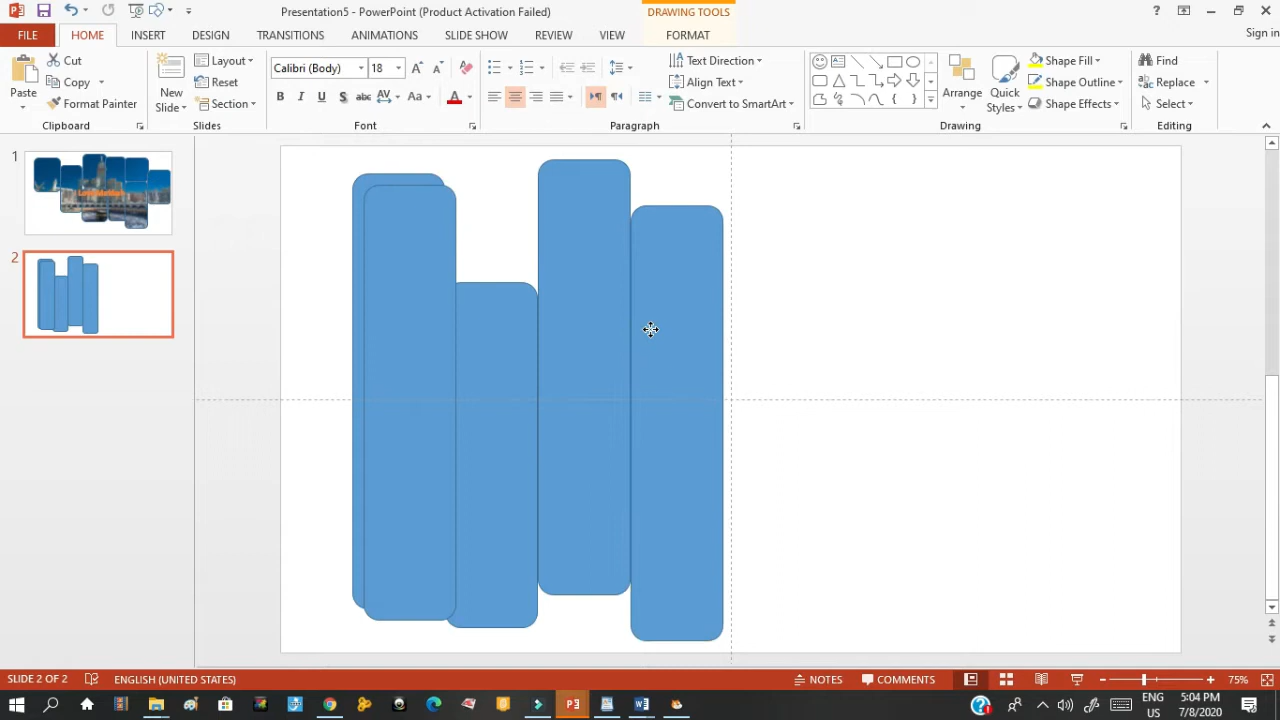 Presentation5 - PowerPoint (Product Activation Failed)
DRAWING TOOLS
FILE HOME INSERT DESIGN TRANSITIONS ANIMATIONS SLIDE SHOW REVIEW VIEW FORMAT Sign in
Paste
Cut
Copy
Format Painter
Clipboard
New
Slide
Layout
Reset
Section
Slides
Calibri (Body) 18
B I U S abc AV Aa A
Font
Text Direction
Align Text
Convert to SmartArt
Paragraph
Arrange
Quick
Styles
Shape Fill
Shape Outline
Shape Effects
Drawing
Find
Replace
Select
Editing
1
2
SLIDE 2 OF 2 ENGLISH (UNITED STATES) NOTES COMMENTS 75%
ENG
US
5:04 PM
7/8/2020